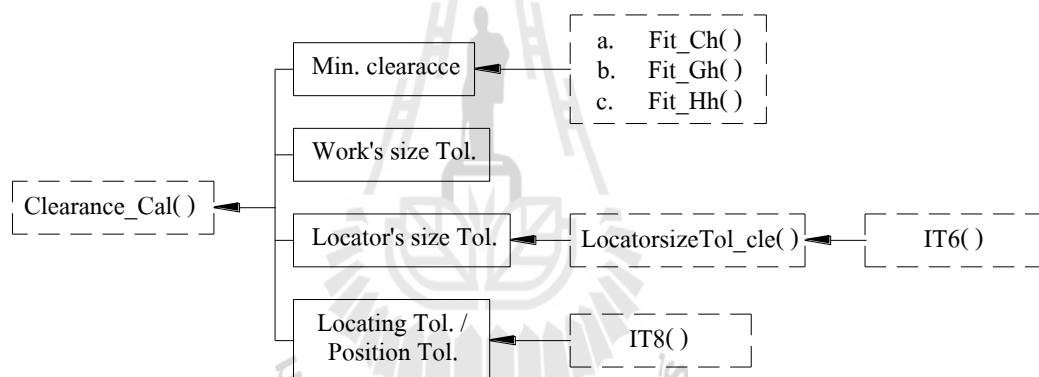 Min. clearacce
a. Fit_Ch( )
b. Fit_Gh( )
c. Fit_Hh( )
Work's size Tol.
Clearance_Cal( )
Locator's size Tol.
LocatorsizeTol_cle( )
IT6( )
Locating Tol. /
Position Tol.
IT8( )